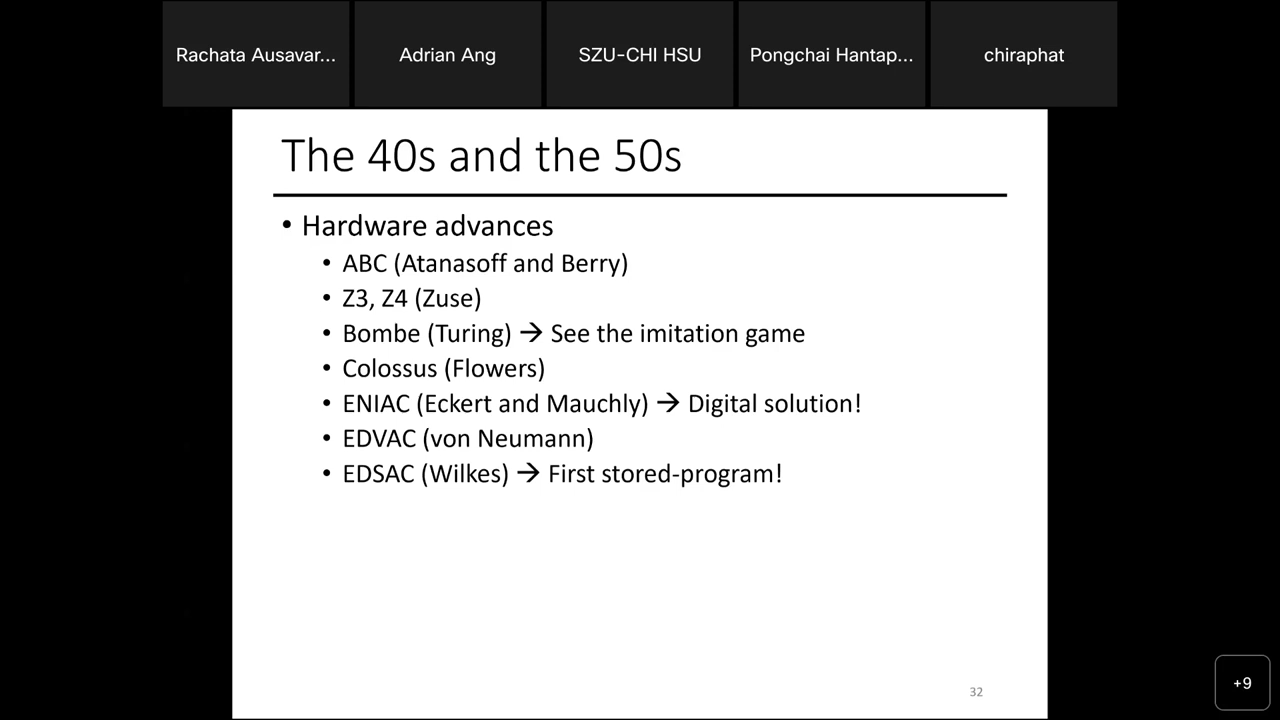 Rachata Ausavar...
Adrian Ang
SZU-CHI HSU
Pongchai Hantap...
chiraphat
The 40s and the 50s
• Hardware advances
• ABC (Atanasoff and Berry)
• Z3, Z4 (Zuse)
• Bombe (Turing) → See the imitation game
• Colossus (Flowers)
• ENIAC (Eckert and Mauchly) → Digital solution!
• EDVAC (von Neumann)
• EDSAC (Wilkes) → First stored-program!
32
+9